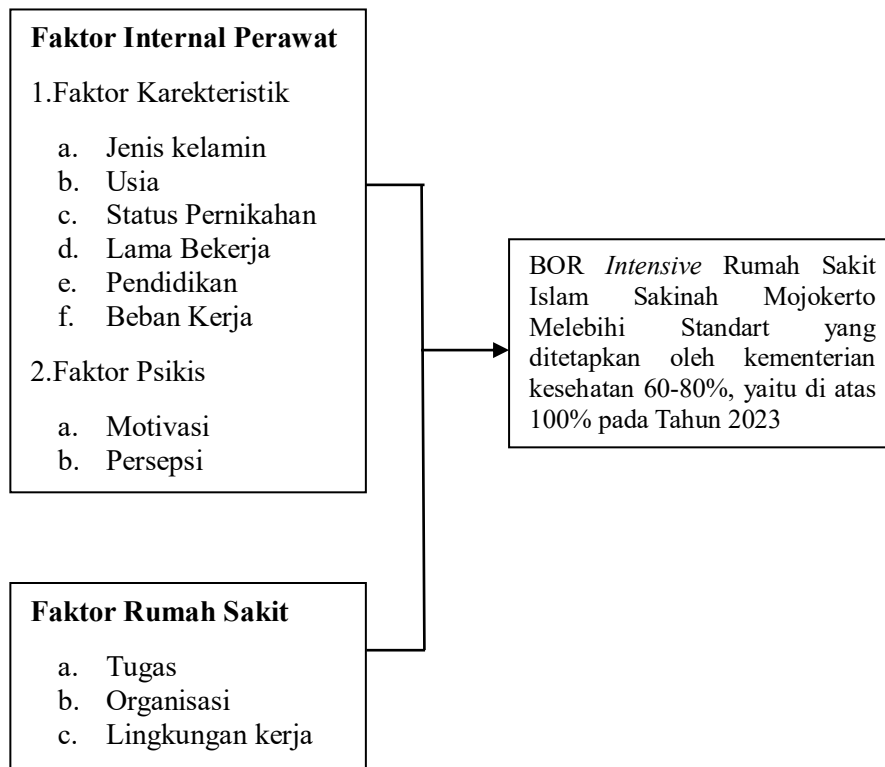 Faktor Internal Perawat
1.Faktor Karekteristik
a. Jenis kelamin
b. Usia
c. Status Pernikahan
d. Lama Bekerja
e. Pendidikan
f. Beban Kerja
2.Faktor Psikis
a. Motivasi
b. Persepsi
BOR Intensive Rumah Sakit
Islam Sakinah Mojokerto
Melebihi Standart yang
ditetapkan oleh kementerian
kesehatan 60-80%, yaitu di atas
100% pada Tahun 2023
Faktor Rumah Sakit
a. Tugas
b. Organisasi
c. Lingkungan kerja